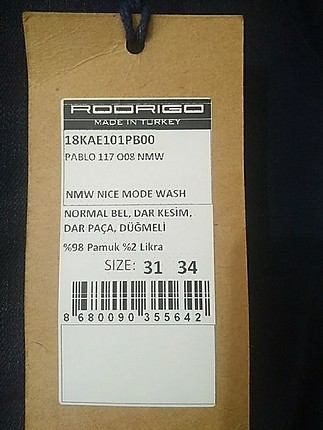 RODRIGO
MADE IN TURKEY
18KAE101PB00
PABLO 117 O08 NMW
NMW NICE MODE WASH
NORMAL BEL, DAR KESİM,
DAR PAÇA, DÜĞMELİ
%98 Pamuk %2 Likra
SIZE: 31 34
8 680090 355642